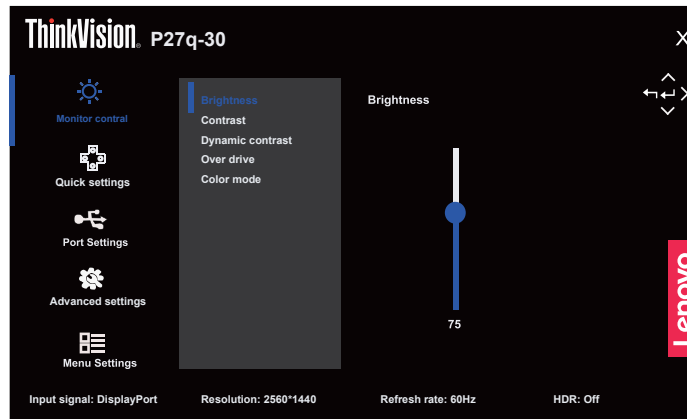 ThinkVision. P27q-30
X
Monitor contral
Quick settings
Port Settings
Advanced settings
Menu Settings
Brightness
Contrast
Dynamic contrast
Over drive
Color mode
Brightness
75
Lenovo
Input signal: DisplayPort Resolution: 2560*1440 Refresh rate: 60Hz HDR: Off